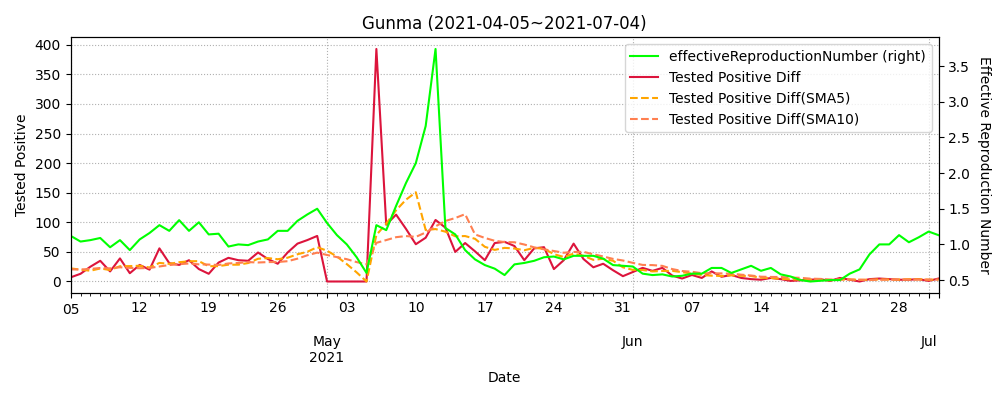 Gunma (2021-04-05~2021-07-04)
effectiveReproductionNumber (right)
Tested Positive Diff
Tested Positive Diff(SMA5)
Tested Positive Diff(SMA10)
Tested Positive
400
350
300
250
200
150
100
50
0
3.5
3.0
2.5
2.0
1.5
1.0
0.5
Effective Reproduction Number
05 12 19 26 03 10 17 24 31 07 14 21 28
May Jun Jul
2021
Date